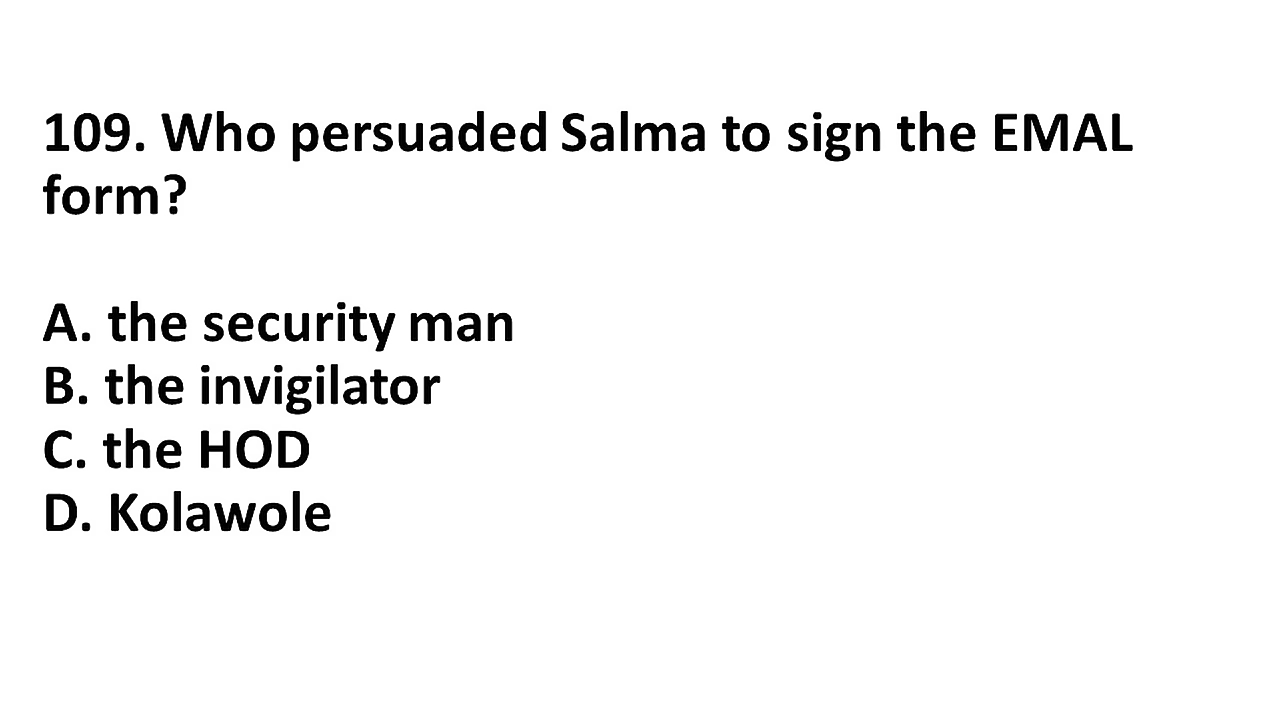 109. Who persuaded Salma to sign the EMAL
form?
A. the security man
B. the invigilator
C. the HOD
D. Kolawole